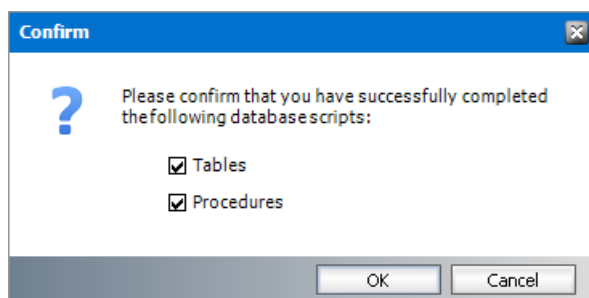 Confirm
?
Please confirm that you have successfully completed
the following database scripts:
Tables
Procedures
OK Cancel